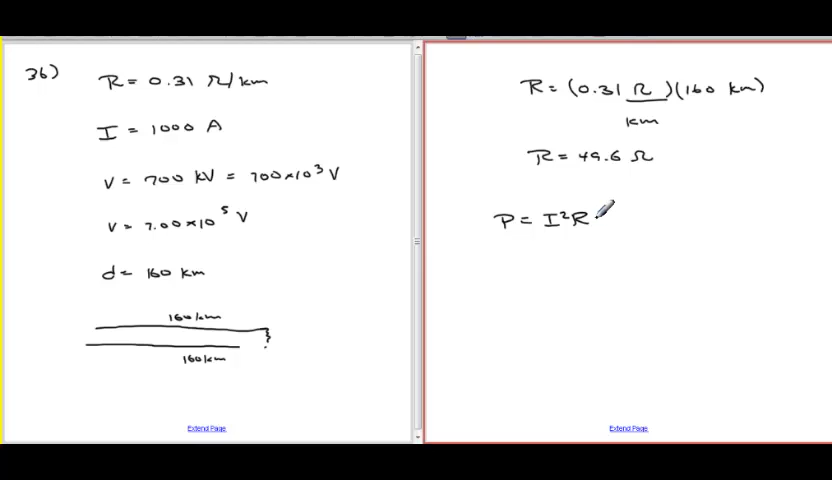 36)
R = 0.31 Ω/km
I = 1000 A
V = 700 kV = 700×10³ V
V = 7.00×10⁵ V
d = 160 km
160 km
160 km
Extend Page
R = (0.31 Ω/km)(160 km)
R = 49.6 Ω
P = I²R
Extend Page